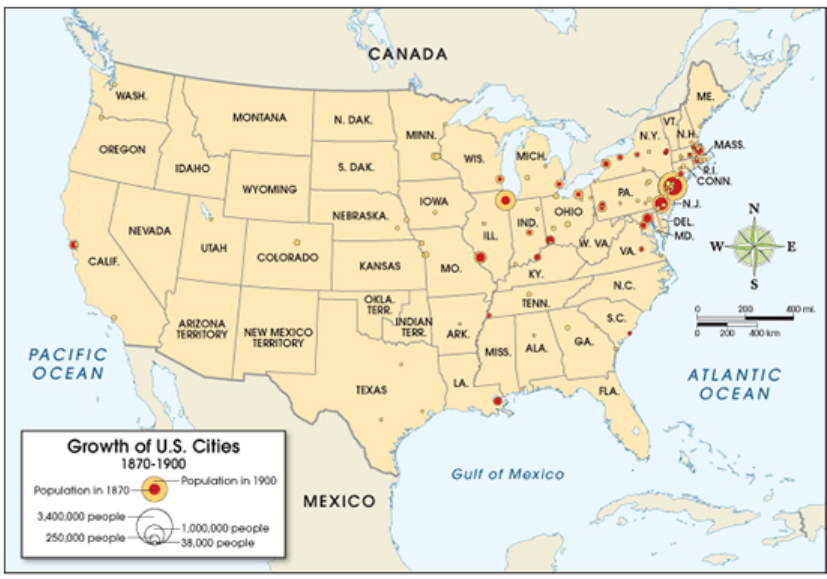 CANADA
WASH.
MONTANA
N. DAK.
MINN.
ME.
VT.
N.Y.
N.H.
MASS.
OREGON
IDAHO
S. DAK.
WIS.
MICH.
R.I.
CONN.
WYOMING
PA.
N.J.
NEVADA
UTAH
NEBRASKA
IOWA
ILL.
IND.
OHIO
DEL.
MD.
CALIF.
COLORADO
KANSAS
MO.
W. VA.
VA.
KY.
N
W
E
S
N.C.
TENN.
S.C.
ARIZONA
TERRITORY
NEW MEXICO
TERRITORY
OKLA.
TERR.
INDIAN
TERR.
ARK.
MISS.
ALA.
GA.
0 200 400 mi.
0 200 400 km
PACIFIC
OCEAN
TEXAS
LA.
FLA.
ATLANTIC
OCEAN
Gulf of Mexico
MEXICO
Growth of U.S. Cities
1870-1900
Population in 1900
Population in 1870
3,400,000 people
1,000,000 people
250,000 people
38,000 people